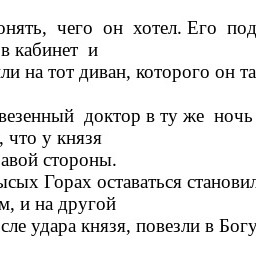 онять, чего он хотел. Его под
в кабинет и
ли на тот диван, которого он та
везенный доктор в ту же ночь
, что у князя
авой стороны.
ысых Горах оставаться становил
м, и на другой
сле удара князя, повезли в Богу